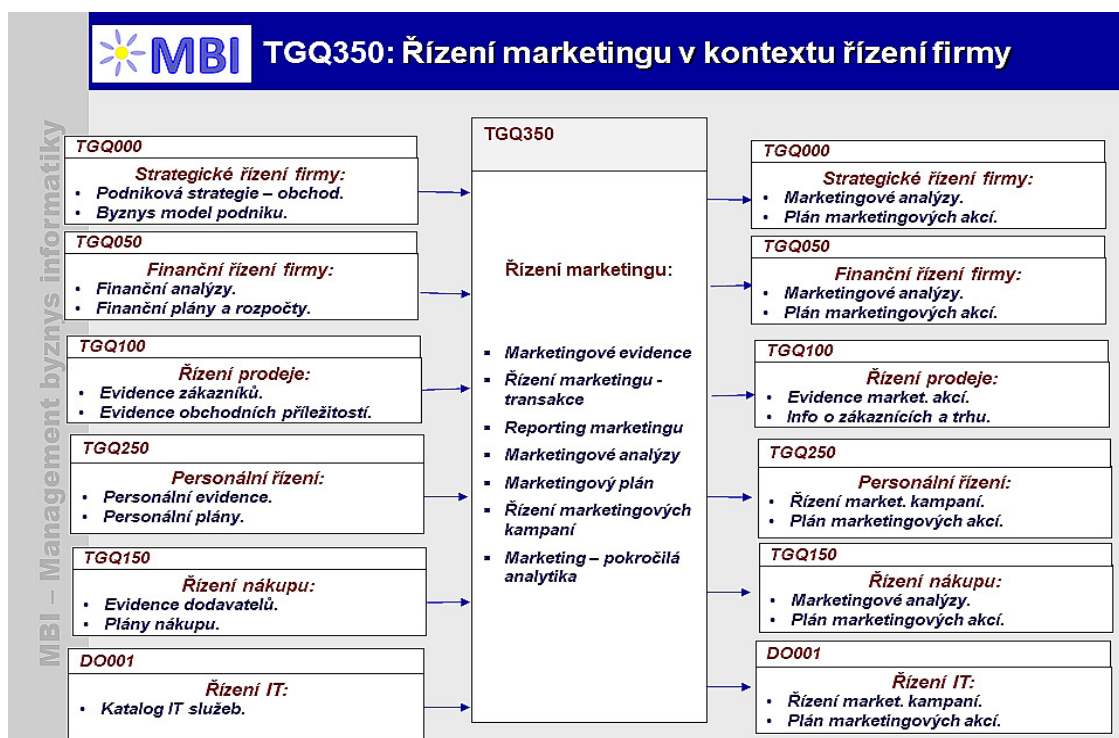 MBI
TGQ350: Řízení marketingu v kontextu řízení firmy
MBI – Management byznys informatiky
TGQ000
Strategické řízení firmy:
• Podniková strategie – obchod.
• Byznys model podniku.
TGQ050
Finanční řízení firmy:
• Finanční analýzy.
• Finanční plány a rozpočty.
TGQ100
Řízení prodeje:
• Evidence zákazníků.
• Evidence obchodních příležitostí.
TGQ250
Personální řízení:
• Personální evidence.
• Personální plány.
TGQ150
Řízení nákupu:
• Evidence dodavatelů.
• Plány nákupu.
DO001
Řízení IT:
• Katalog IT služeb.
TGQ350
Řízení marketingu:
▪ Marketingové evidence
▪ Řízení marketingu -
transakce
▪ Reporting marketingu
▪ Marketingové analýzy
▪ Marketingový plán
▪ Řízení marketingových
kampaní
▪ Marketing – pokročilá
analytika
TGQ000
Strategické řízení firmy:
• Marketingové analýzy.
• Plán marketingových akcí.
TGQ050
Finanční řízení firmy:
• Marketingové analýzy.
• Plán marketingových akcí.
TGQ100
Řízení prodeje:
• Evidence market. akcí.
• Info o zákaznících a trhu.
TGQ250
Personální řízení:
• Řízení market. kampaní.
• Plán marketingových akcí.
TGQ150
Řízení nákupu:
• Marketingové analýzy.
• Plán marketingových akcí.
DO001
Řízení IT:
• Řízení market. kampaní.
• Plán marketingových akcí.